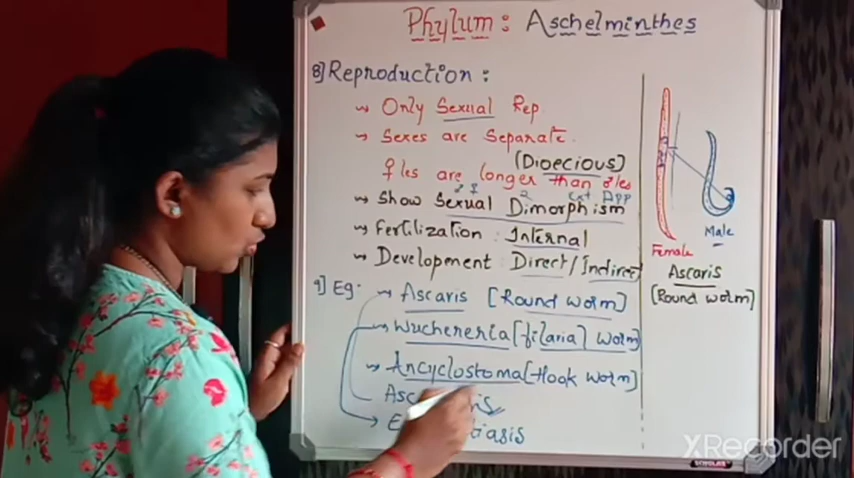 Phylum : Aschelminthes
8] Reproduction :
→ Only Sexual Rep
→ Sexes are Separate.
(Dioecious)
♀les are longer than ♂les
♂ ♀
→ Show Sexual Dimorphism
→ Fertilization : Internal
→ Development : Direct/Indirect
9] Eg:
→ Ascaris [Round worm]
→ Wuchereria [filaria] worm]
→ Ancyclostoma [Hook worm]
Female
Male
Ascaris
[Round worm]
XRecorder
SCHOLAR